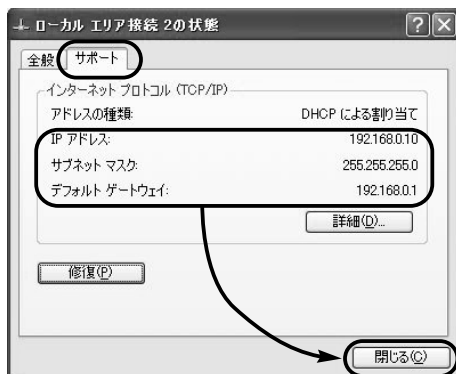 ローカル エリア接続 2の状態
全般
サポート
インターネット プロトコル (TCP/IP)
アドレスの種類:
DHCP による割り当て
IP アドレス:
192.168.0.10
サブネット マスク:
255.255.255.0
デフォルト ゲートウェイ:
192.168.0.1
詳細(D)...
修復(P)
閉じる(C)